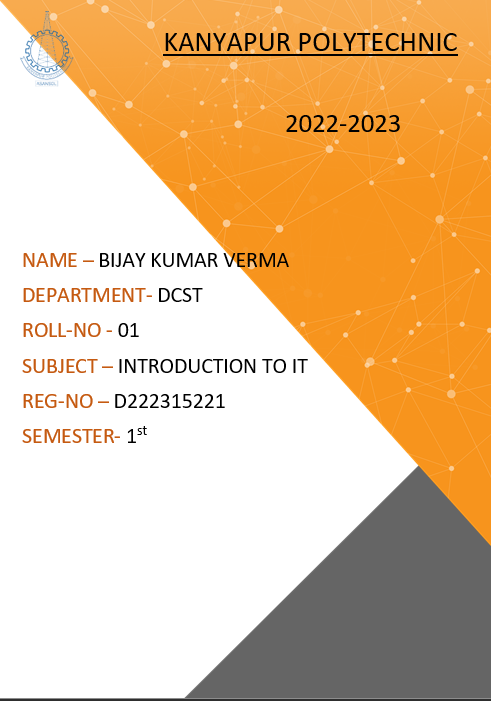 KANYAPUR POLYTECHNIC
2022-2023
NAME – BIJAY KUMAR VERMA
DEPARTMENT- DCST
ROLL-NO - 01
SUBJECT – INTRODUCTION TO IT
REG-NO – D222315221
SEMESTER- 1st